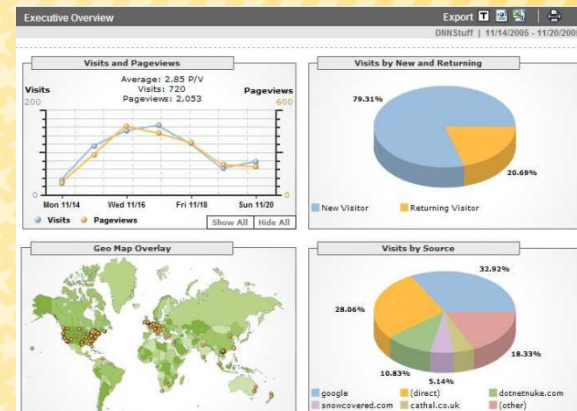 Executive Overview
Export T
DNNStuff | 11/14/2005 - 11/20/200
Visits and Pageviews
Average: 2.85 P/V
Visits: 720
Pageviews: 2,053
Visits
200
Pageviews
600
0
0
Mon 11/14
Wed 11/16
Fri 11/18
Sun 11/20
Visits
Pageviews
Show All
Hide All
Visits by New and Returning
79.31%
20.69%
New Visitor
Returning Visitor
Geo Map Overlay
Visits by Source
32.92%
28.06%
18.33%
10.83%
5.14%
google
(direct)
dotnetnuke.com
snowcovered.com
cathal.co.uk
(other)